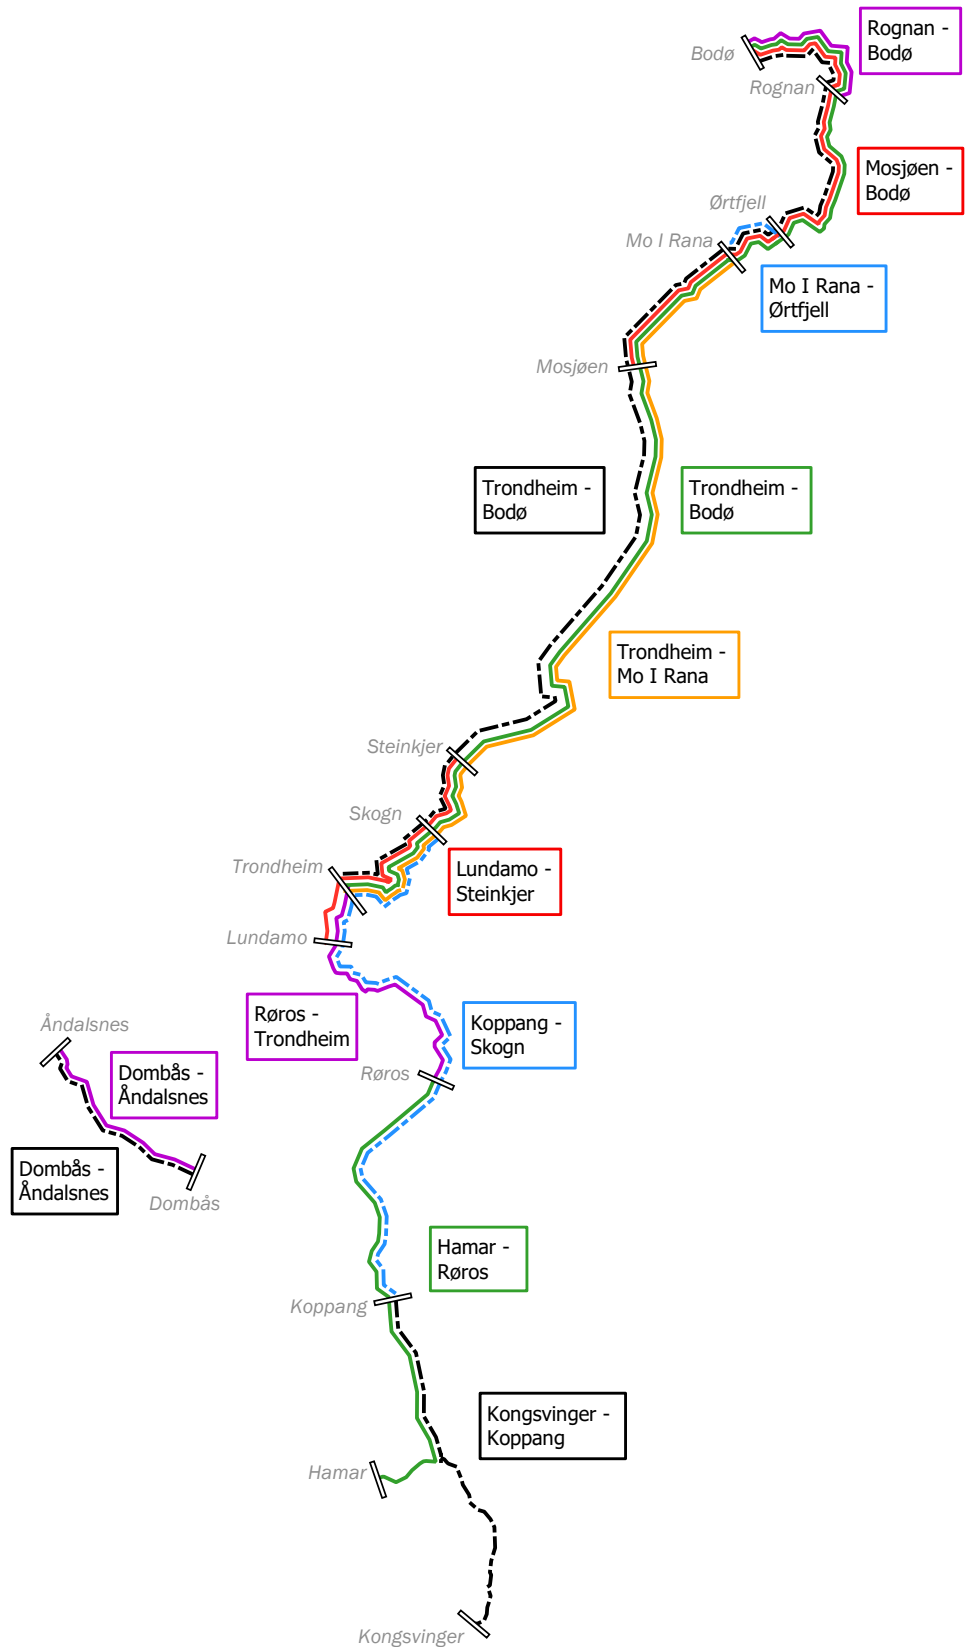 Bodø
Rognan -
Bodø
Rognan
Mosjøen -
Bodø
Ørtfjell
Mo I Rana
Mo I Rana -
Ørtfjell
Mosjøen
Trondheim -
Bodø
Trondheim -
Bodø
Trondheim -
Mo I Rana
Steinkjer
Skogn
Trondheim
Lundamo -
Steinkjer
Lundamo
Røros -
Trondheim
Koppang -
Skogn
Åndalsnes
Røros
Dombås -
Åndalsnes
Dombås -
Åndalsnes
Dombås
Hamar -
Røros
Koppang
Kongsvinger -
Koppang
Hamar
Kongsvinger